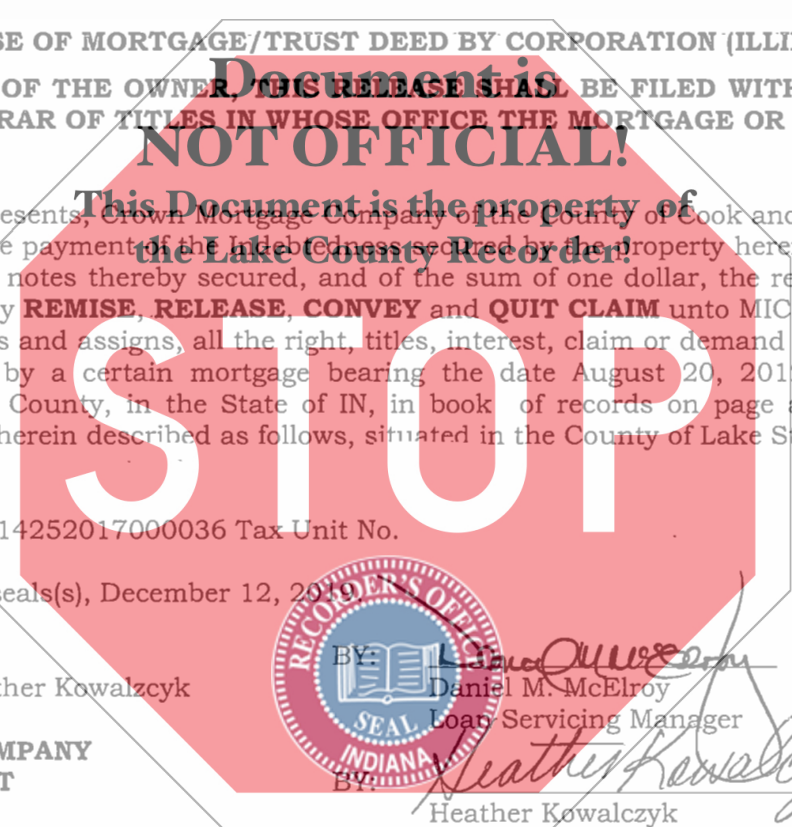 SE OF MORTGAGE/TRUST DEED BY CORPORATION (ILLI
Document is
OF THE OWNER, THIS RELEASE SHALL BE FILED WITH
RAR OF TITLES IN WHOSE OFFICE THE MORTGAGE OR
NOT OFFICIAL!
This Document is the property of
esents, Crown Mortgage Company of the County of Cook and
the Lake County Recorder!
e payment of the Indebtedness secured by the property here
notes thereby secured, and of the sum of one dollar, the re
y REMISE, RELEASE, CONVEY and QUIT CLAIM unto MIC
s and assigns, all the right, titles, interest, claim or demand
by a certain mortgage bearing the date August 20, 201
County, in the State of IN, in book of records on page a
herein described as follows, situated in the County of Lake St
STOP
14252017000036 Tax Unit No.
seals(s), December 12, 2019.
RECORDER'S OFFICE
SEAL
INDIANA
BY:
Daniel M. McElroy
ther Kowalzcyk
Loan Servicing Manager
MPANY
T
BY:
Heather Kowalc
Heather Kowalczyk